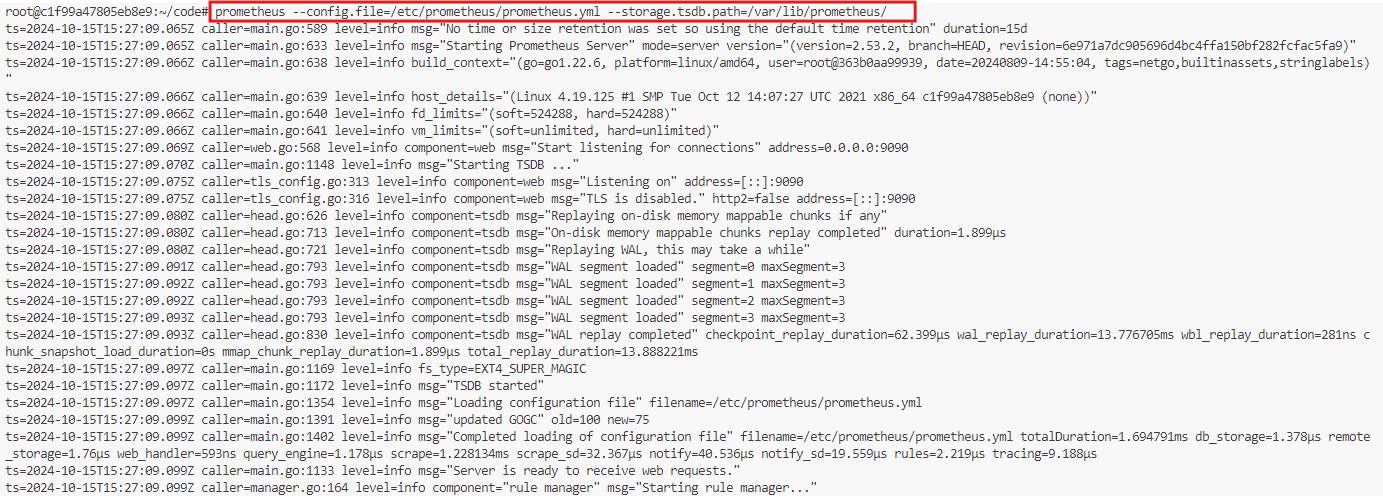 root@c1f99a47805eb8e9:~/code# prometheus --config.file=/etc/prometheus/prometheus.yml --storage.tsdb.path=/var/lib/prometheus/
ts=2024-10-15T15:27:09.065Z caller=main.go:589 level=info msg="No time or size retention was set so using the default time retention" duration=15d
ts=2024-10-15T15:27:09.066Z caller=main.go:633 level=info msg="Starting Prometheus Server" mode=server version="(version=2.53.2, branch=HEAD, revision=6e971a7dc905696d4bc4ffa150bf282fcfac5fa9)"
ts=2024-10-15T15:27:09.066Z caller=main.go:638 level=info build_context="(go=go1.22.6, platform=linux/amd64, user=root@363b0aa99939, date=20240809-14:55:04, tags=netgo,builtinassets,stringlabels)
"
ts=2024-10-15T15:27:09.066Z caller=main.go:639 level=info host_details="(Linux 4.19.125 #1 SMP Tue Oct 12 14:07:27 UTC 2021 x86_64 c1f99a47805eb8e9 (none))"
ts=2024-10-15T15:27:09.066Z caller=main.go:640 level=info fd_limits="(soft=524288, hard=524288)"
ts=2024-10-15T15:27:09.066Z caller=main.go:641 level=info vm_limits="(soft=unlimited, hard=unlimited)"
ts=2024-10-15T15:27:09.069Z caller=web.go:568 level=info component=web msg="Start listening for connections" address=0.0.0.0:9090
ts=2024-10-15T15:27:09.070Z caller=main.go:1148 level=info msg="Starting TSDB ..."
ts=2024-10-15T15:27:09.075Z caller=tls_config.go:313 level=info component=web msg="Listening on" address=[::]:9090
ts=2024-10-15T15:27:09.075Z caller=tls_config.go:316 level=info component=web msg="TLS is disabled." http2=false address=[::]:9090
ts=2024-10-15T15:27:09.080Z caller=head.go:626 level=info component=tsdb msg="Replaying on-disk memory mappable chunks if any"
ts=2024-10-15T15:27:09.080Z caller=head.go:713 level=info component=tsdb msg="On-disk memory mappable chunks replay completed" duration=1.899µs
ts=2024-10-15T15:27:09.080Z caller=head.go:721 level=info component=tsdb msg="Replaying WAL, this may take a while"
ts=2024-10-15T15:27:09.091Z caller=head.go:793 level=info component=tsdb msg="WAL segment loaded" segment=0 maxSegment=3
ts=2024-10-15T15:27:09.092Z caller=head.go:793 level=info component=tsdb msg="WAL segment loaded" segment=1 maxSegment=3
ts=2024-10-15T15:27:09.092Z caller=head.go:793 level=info component=tsdb msg="WAL segment loaded" segment=2 maxSegment=3
ts=2024-10-15T15:27:09.093Z caller=head.go:793 level=info component=tsdb msg="WAL segment loaded" segment=3 maxSegment=3
ts=2024-10-15T15:27:09.093Z caller=head.go:830 level=info component=tsdb msg="WAL replay completed" checkpoint_replay_duration=62.399µs wal_replay_duration=13.776705ms wbl_replay_duration=281ns c
hunk_snapshot_load_duration=0s mmap_chunk_replay_duration=1.899µs total_replay_duration=13.888221ms
ts=2024-10-15T15:27:09.097Z caller=main.go:1169 level=info fs_type=EXT4_SUPER_MAGIC
ts=2024-10-15T15:27:09.097Z caller=main.go:1172 level=info msg="TSDB started"
ts=2024-10-15T15:27:09.097Z caller=main.go:1354 level=info msg="Loading configuration file" filename=/etc/prometheus/prometheus.yml
ts=2024-10-15T15:27:09.099Z caller=main.go:1391 level=info msg="updated GOGC" old=100 new=75
ts=2024-10-15T15:27:09.099Z caller=main.go:1402 level=info msg="Completed loading of configuration file" filename=/etc/prometheus/prometheus.yml totalDuration=1.694791ms db_storage=1.378µs remote
_storage=1.76µs web_handler=593ns query_engine=1.178µs scrape=1.228134ms scrape_sd=32.367µs notify=40.536µs notify_sd=19.559µs rules=2.219µs tracing=9.188µs
ts=2024-10-15T15:27:09.099Z caller=main.go:1133 level=info msg="Server is ready to receive web requests."
ts=2024-10-15T15:27:09.099Z caller=manager.go:164 level=info component="rule manager" msg="Starting rule manager..."